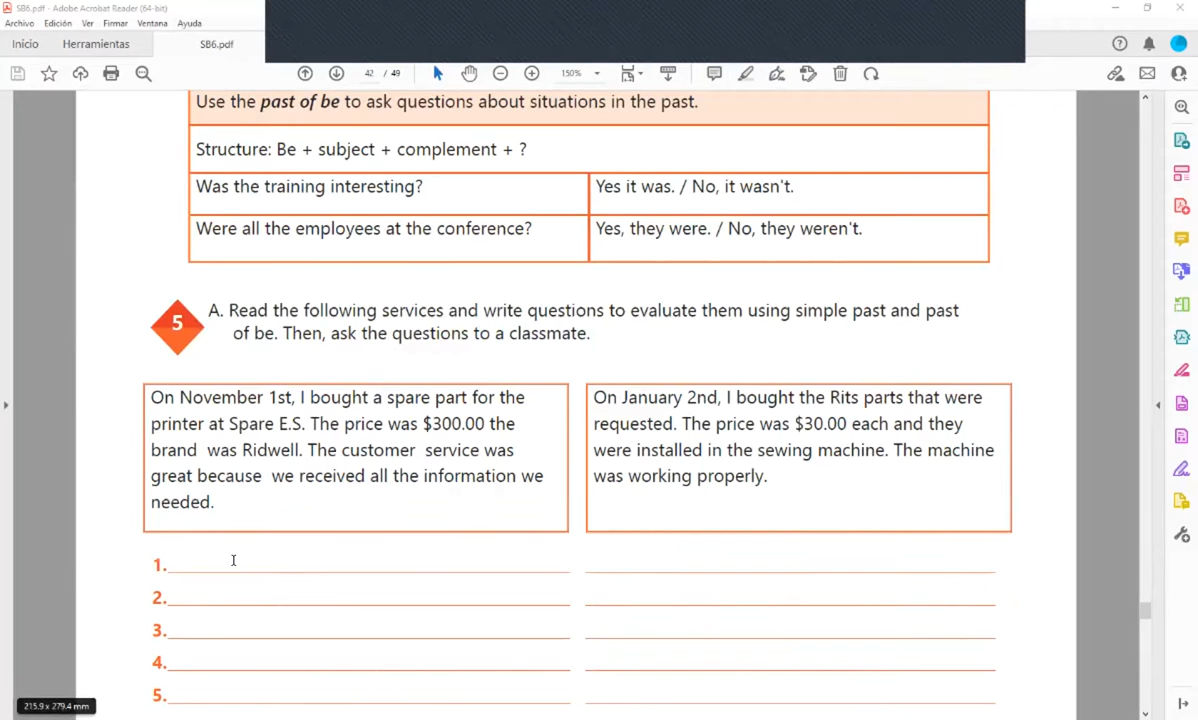 SB6.pdf - Adobe Acrobat Reader (64-bit)
Archivo Edición Ver Firmar Ventana Ayuda
Inicio Herramientas SB6.pdf
42 / 49 150%
Use the past of be to ask questions about situations in the past.
Structure: Be + subject + complement + ?
Was the training interesting? Yes it was. / No, it wasn't.
Were all the employees at the conference? Yes, they were. / No, they weren't.
5 A. Read the following services and write questions to evaluate them using simple past and past
of be. Then, ask the questions to a classmate.
On November 1st, I bought a spare part for the
printer at Spare E.S. The price was $300.00 the
brand was Ridwell. The customer service was
great because we received all the information we
needed.
On January 2nd, I bought the Rits parts that were
requested. The price was $30.00 each and they
were installed in the sewing machine. The machine
was working properly.
1.
2.
3.
4.
5.
215.9 x 279.4 mm